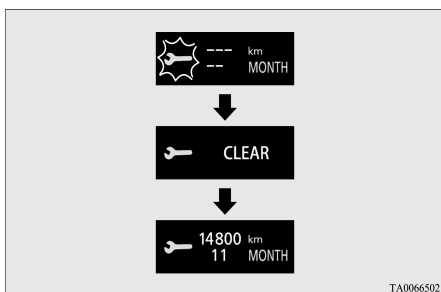 --- km
-- MONTH
CLEAR
14800 km
11 MONTH
TA0066502